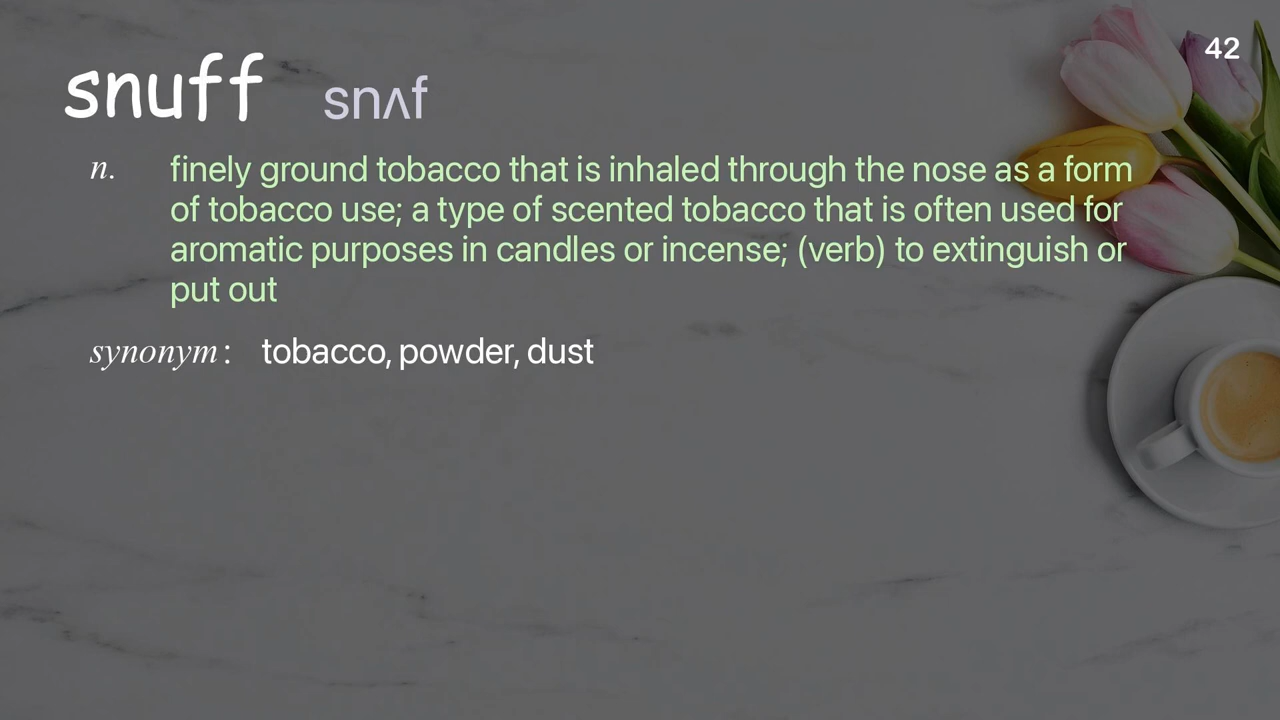 42
snuff snʌf
n. finely ground tobacco that is inhaled through the nose as a form
of tobacco use; a type of scented tobacco that is often used for
aromatic purposes in candles or incense; (verb) to extinguish or
put out
synonym: tobacco, powder, dust